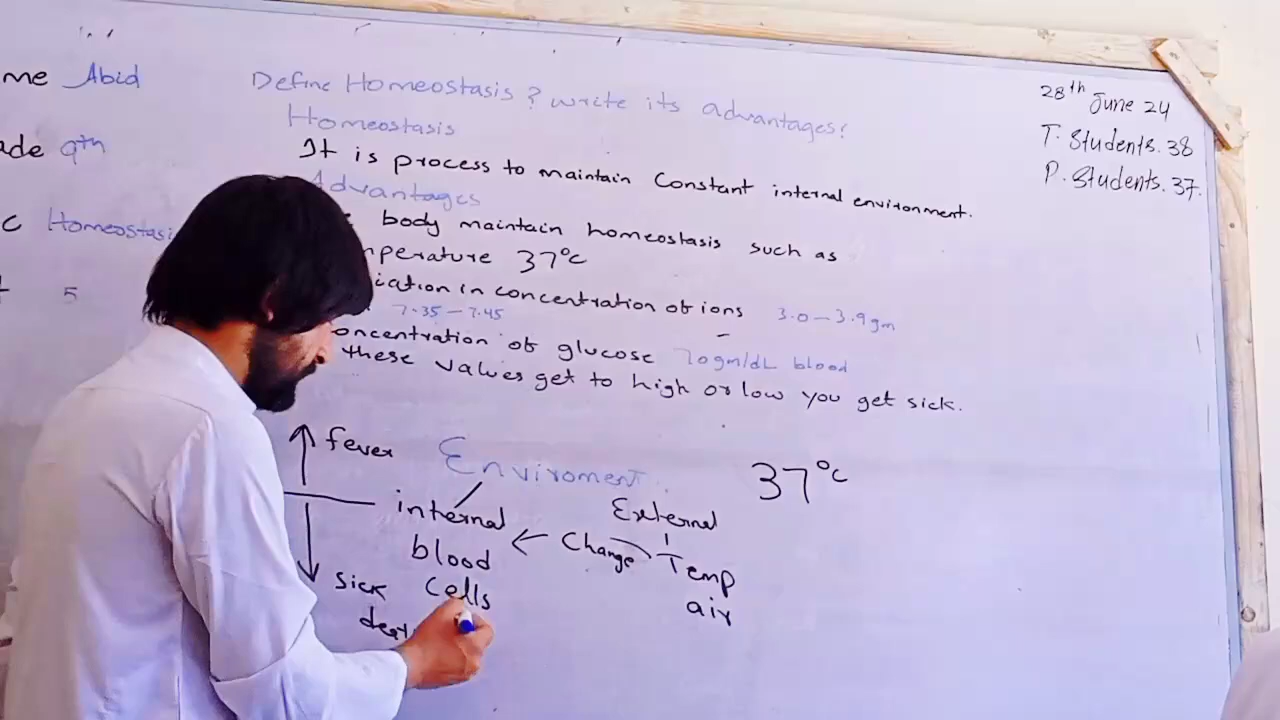 me Abid
Define Homeostasis? write its advantages?
28th June 24
T. Students. 38
P. Students. 37.
ade 9th
Homeostasis
It is process to maintain Constant internal environment.
Advantages
c Homeostasi
body maintain homeostasis such as
perature 37°C
5
iation in concentration of ions 3.0-3.9gm
7.35-7.45
oncentration of glucose 70gm/dL blood
these values get to high or low you get sick.
fever
Enviroment
37°C
internal
External
blood
Change
Temp
Sick
Cells
air